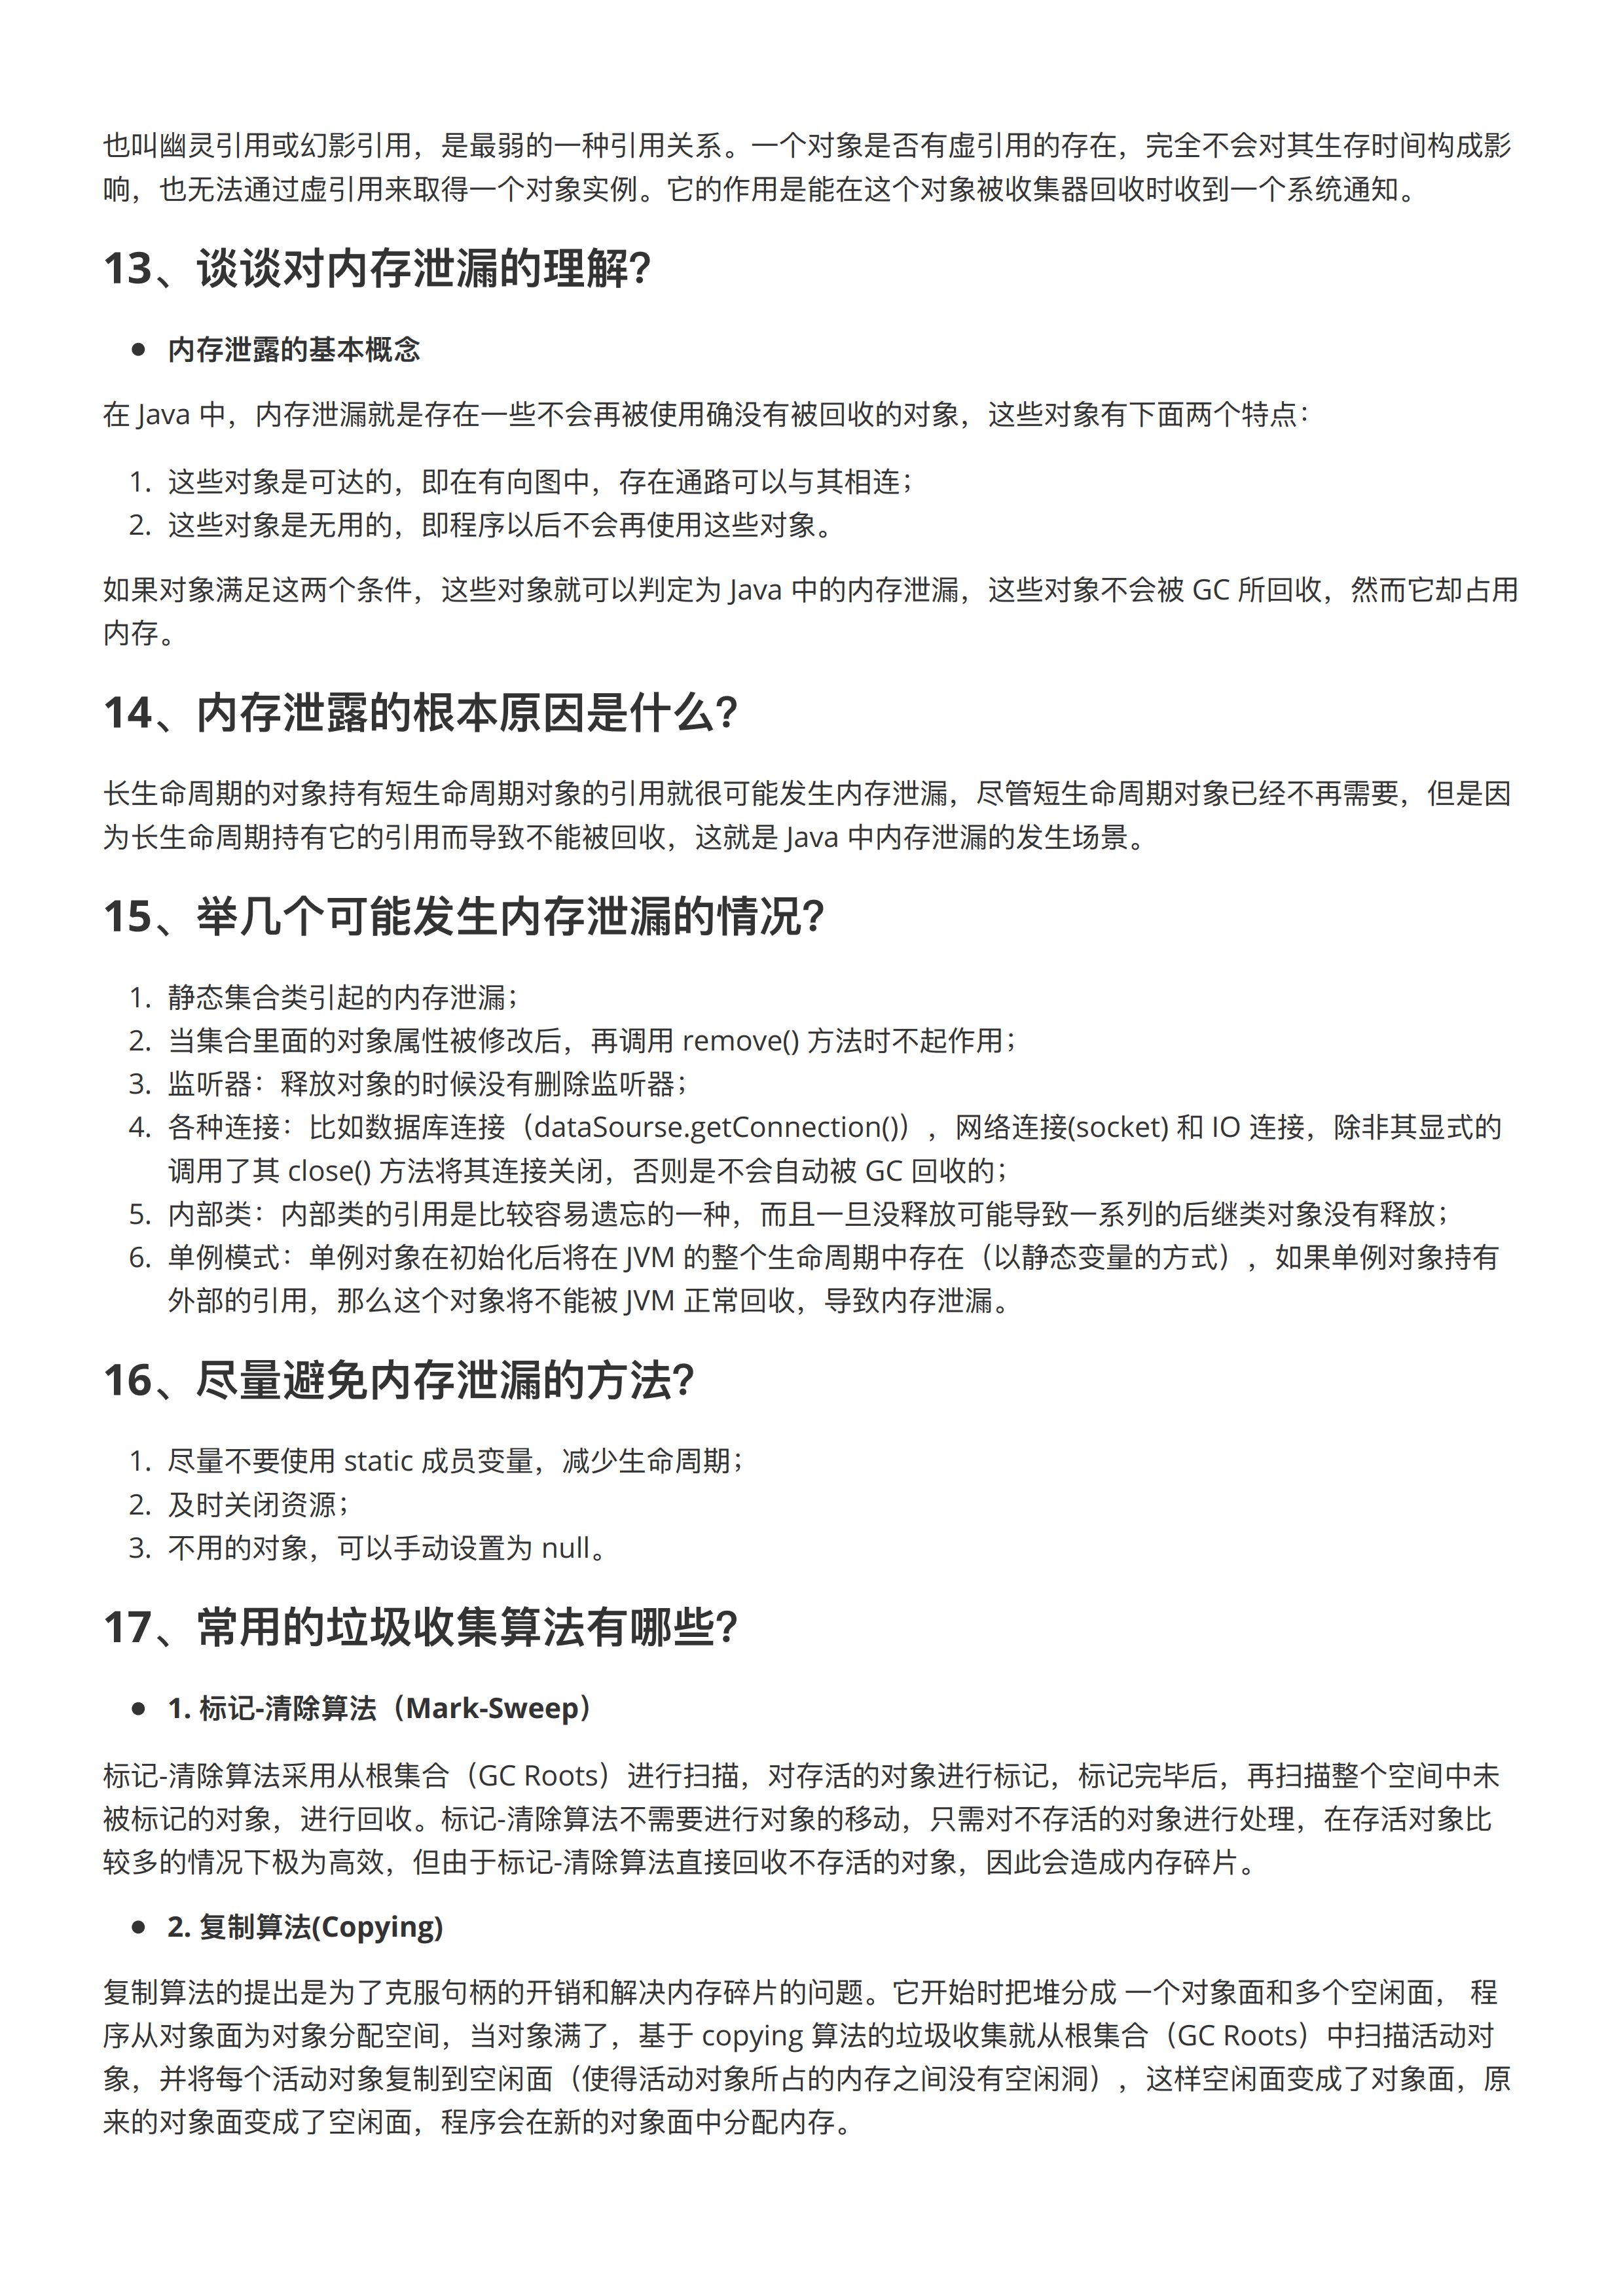 也叫幽灵引用或幻影引用，是最弱的一种引用关系。一个对象是否有虚引用的存在，完全不会对其生存时间构成影
响，也无法通过虚引用来取得一个对象实例。它的作用是能在这个对象被收集器回收时收到一个系统通知。
13、谈谈对内存泄漏的理解？
● 内存泄露的基本概念
在 Java 中，内存泄漏就是存在一些不会再被使用确没有被回收的对象，这些对象有下面两个特点：
1. 这些对象是可达的，即在有向图中，存在通路可以与其相连；
2. 这些对象是无用的，即程序以后不会再使用这些对象。
如果对象满足这两个条件，这些对象就可以判定为 Java 中的内存泄漏，这些对象不会被 GC 所回收，然而它却占用
内存。
14、内存泄露的根本原因是什么？
长生命周期的对象持有短生命周期对象的引用就很可能发生内存泄漏，尽管短生命周期对象已经不再需要，但是因
为长生命周期持有它的引用而导致不能被回收，这就是 Java 中内存泄漏的发生场景。
15、举几个可能发生内存泄漏的情况？
1. 静态集合类引起的内存泄漏；
2. 当集合里面的对象属性被修改后，再调用 remove() 方法时不起作用；
3. 监听器：释放对象的时候没有删除监听器；
4. 各种连接：比如数据库连接（dataSourse.getConnection()），网络连接(socket) 和 IO 连接，除非其显式的
调用了其 close() 方法将其连接关闭，否则是不会自动被 GC 回收的；
5. 内部类：内部类的引用是比较容易遗忘的一种，而且一旦没释放可能导致一系列的后继类对象没有释放；
6. 单例模式：单例对象在初始化后将在 JVM 的整个生命周期中存在（以静态变量的方式），如果单例对象持有
外部的引用，那么这个对象将不能被 JVM 正常回收，导致内存泄漏。
16、尽量避免内存泄漏的方法？
1. 尽量不要使用 static 成员变量，减少生命周期；
2. 及时关闭资源；
3. 不用的对象，可以手动设置为 null。
17、常用的垃圾收集算法有哪些？
● 1. 标记-清除算法（Mark-Sweep）
标记-清除算法采用从根集合（GC Roots）进行扫描，对存活的对象进行标记，标记完毕后，再扫描整个空间中未
被标记的对象，进行回收。标记-清除算法不需要进行对象的移动，只需对不存活的对象进行处理，在存活对象比
较多的情况下极为高效，但由于标记-清除算法直接回收不存活的对象，因此会造成内存碎片。
● 2. 复制算法(Copying)
复制算法的提出是为了克服句柄的开销和解决内存碎片的问题。它开始时把堆分成 一个对象面和多个空闲面， 程
序从对象面为对象分配空间，当对象满了，基于 copying 算法的垃圾收集就从根集合（GC Roots）中扫描活动对
象，并将每个活动对象复制到空闲面（使得活动对象所占的内存之间没有空闲洞），这样空闲面变成了对象面，原
来的对象面变成了空闲面，程序会在新的对象面中分配内存。